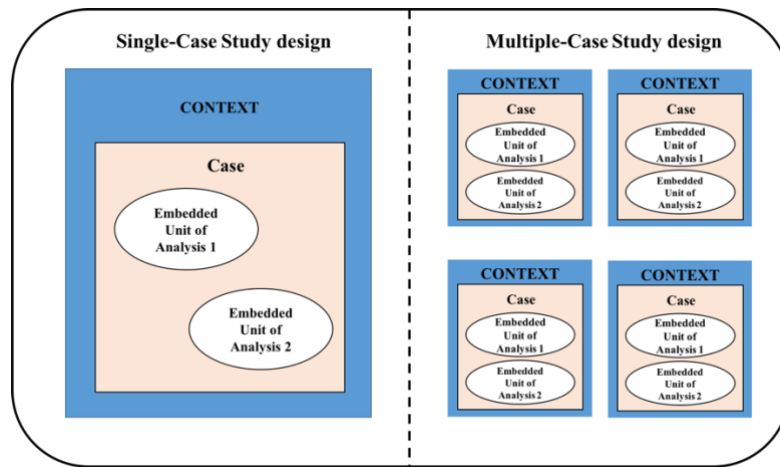 Single-Case Study design
CONTEXT
Case
Embedded
Unit of
Analysis 1
Embedded
Unit of
Analysis 2
Multiple-Case Study design
CONTEXT
Case
Embedded
Unit of
Analysis 1
Embedded
Unit of
Analysis 2
CONTEXT
Case
Embedded
Unit of
Analysis 1
Embedded
Unit of
Analysis 2
CONTEXT
Case
Embedded
Unit of
Analysis 1
Embedded
Unit of
Analysis 2
CONTEXT
Case
Embedded
Unit of
Analysis 1
Embedded
Unit of
Analysis 2